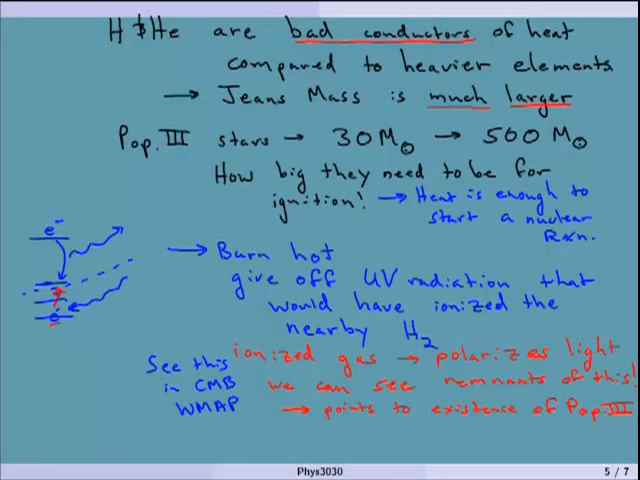 H & He are bad conductors of heat
compared to heavier elements
→ Jeans Mass is much larger
Pop. III stars → 30 M☉ → 500 M☉
How big they need to be for
ignition!
→ Heat is enough to
start a nuclear
Rxn.
e⁻
e⁻
→ Burn hot
give off UV radiation that
would have ionized the
nearby H₂
ionized gas → polarizes light
we can see remnants of this!
→ points to existence of Pop. III
See this
in CMB
WMAP
Phys3030
5 / 7